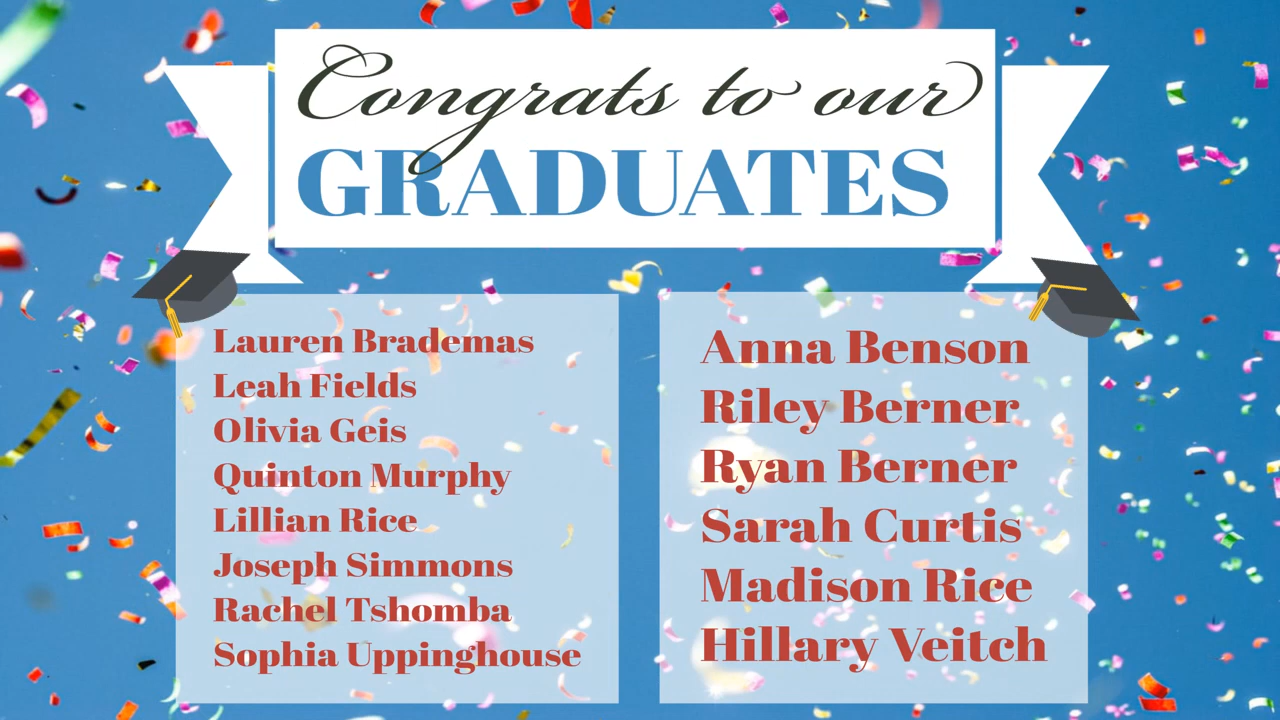 Congrats to our
GRADUATES
Lauren Brademas
Leah Fields
Olivia Geis
Quinton Murphy
Lillian Rice
Joseph Simmons
Rachel Tshomba
Sophia Uppinghouse
Anna Benson
Riley Berner
Ryan Berner
Sarah Curtis
Madison Rice
Hillary Veitch